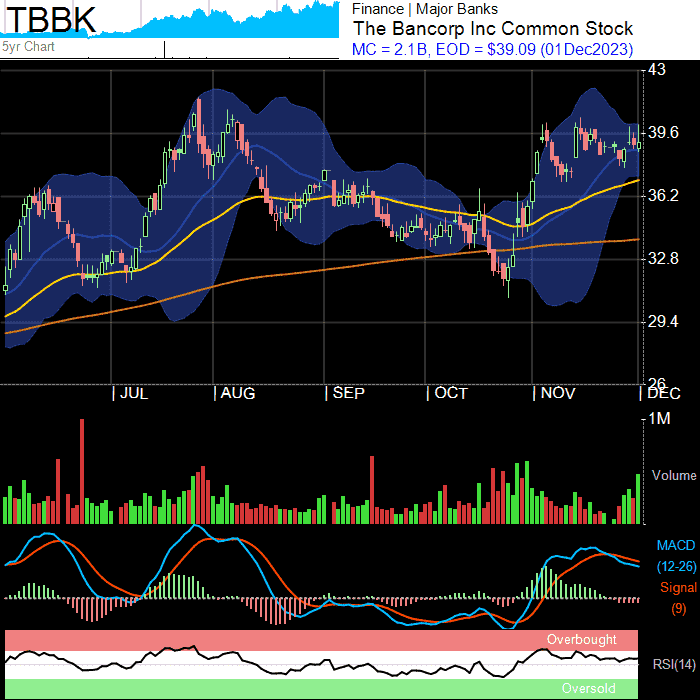 TBBK
5yr Chart
Finance | Major Banks
The Bancorp Inc Common Stock
MC = 2.1B, EOD = $39.09 (01Dec2023)
43
39.6
36.2
32.8
29.4
26
JUL AUG SEP OCT NOV DEC
1M
Volume
MACD
(12-26)
Signal
(9)
Overbought
RSI(14)
Oversold